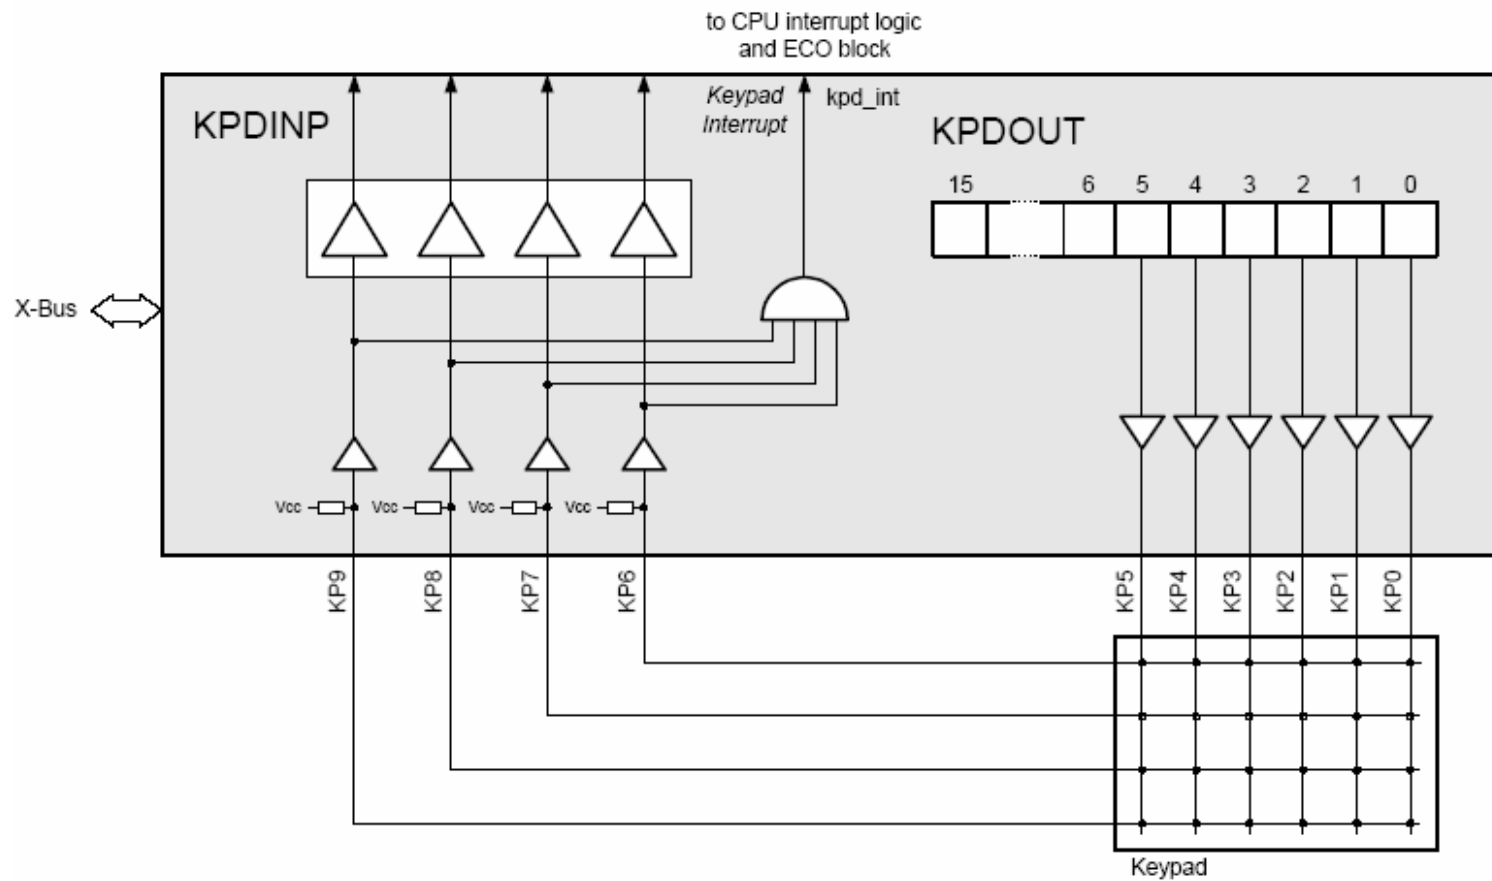 to CPU interrupt logic
and ECO block
KPDINP
Keypad
Interrupt
kpd_int
KPDOUT
15 6 5 4 3 2 1 0
X-Bus
Vcc Vcc Vcc Vcc
KP9 KP8 KP7 KP6 KP5 KP4 KP3 KP2 KP1 KP0
Keypad